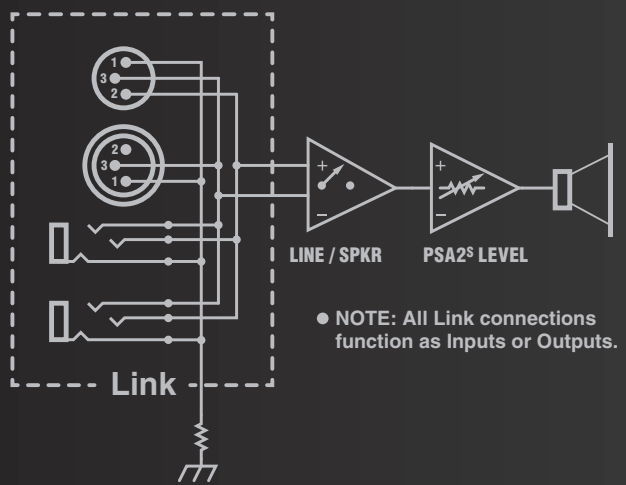 1
3
2
2
3
1
+
−
LINE / SPKR
+
−
PSA2S LEVEL
● NOTE: All Link connections
function as Inputs or Outputs.
Link